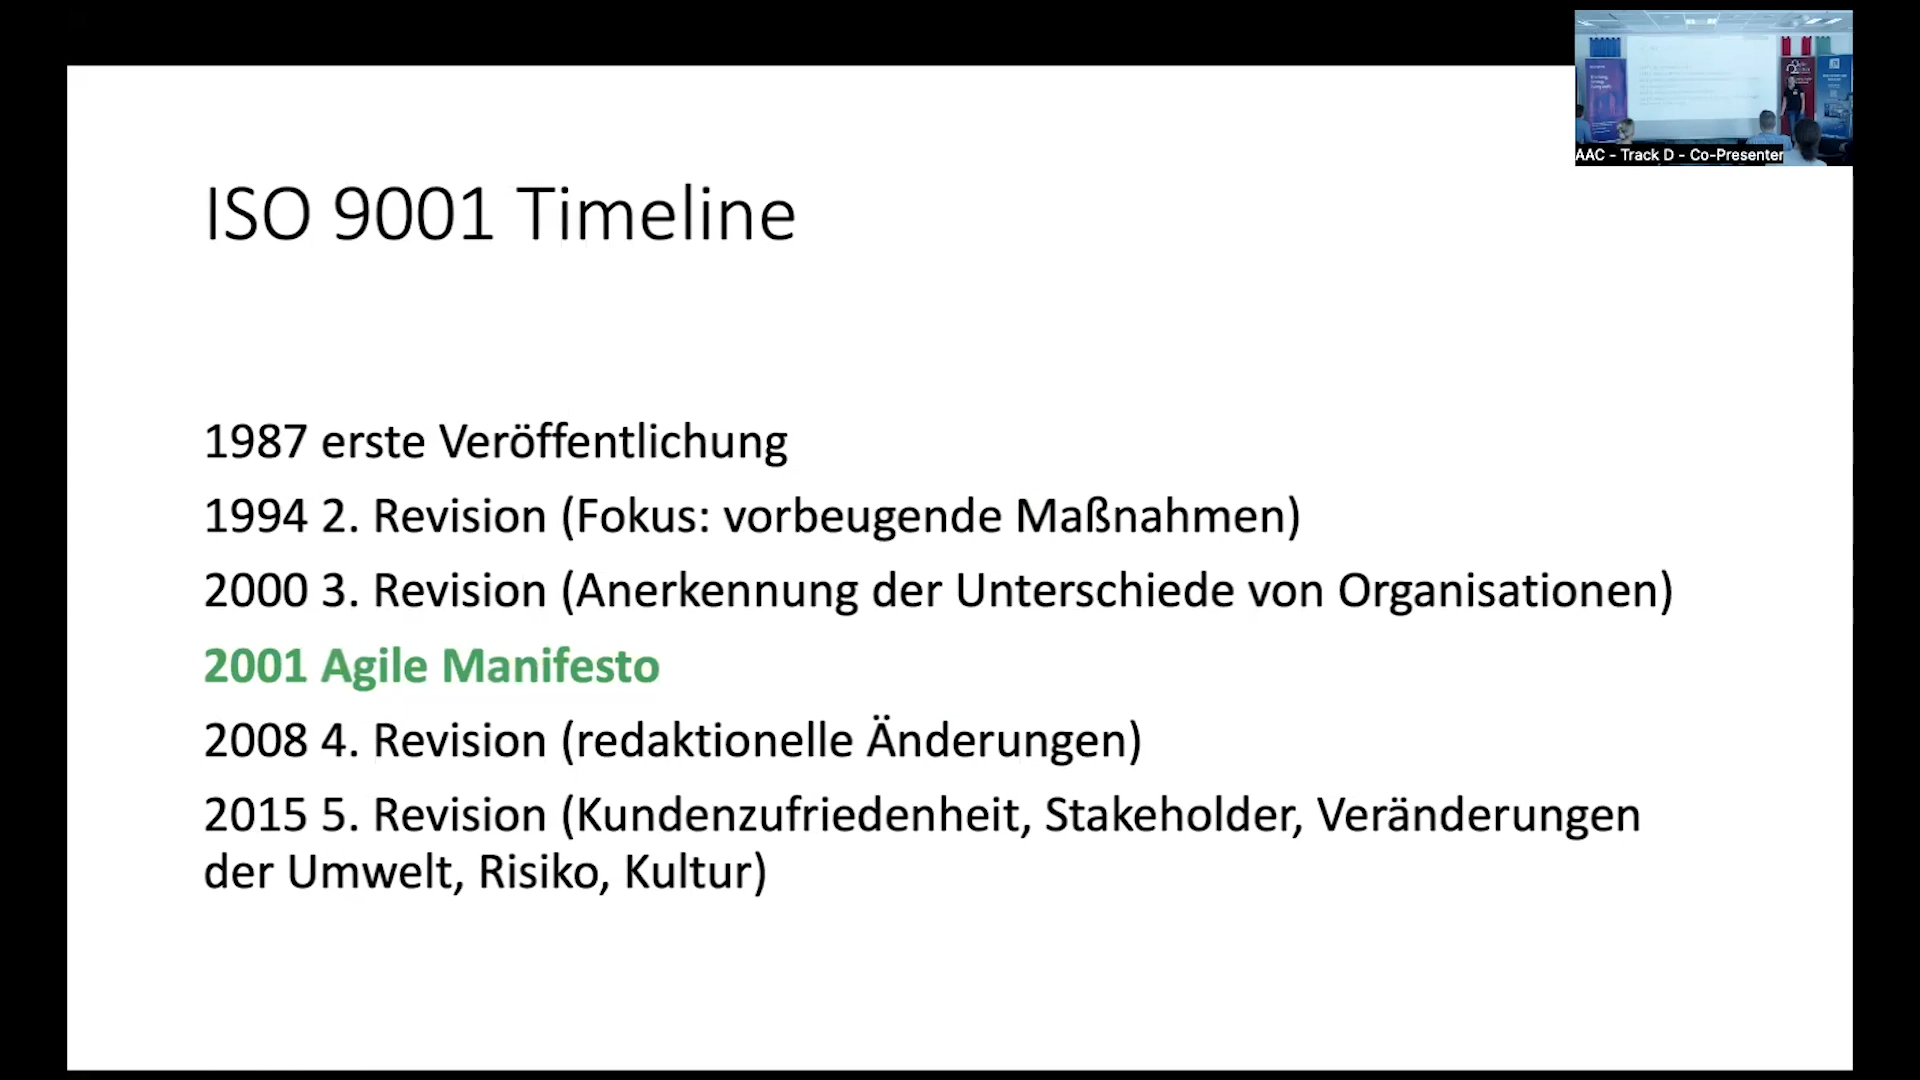 AAC - Track D - Co-Presenter
ISO 9001 Timeline
1987 erste Veröffentlichung
1994 2. Revision (Fokus: vorbeugende Maßnahmen)
2000 3. Revision (Anerkennung der Unterschiede von Organisationen)
2001 Agile Manifesto
2008 4. Revision (redaktionelle Änderungen)
2015 5. Revision (Kundenzufriedenheit, Stakeholder, Veränderungen
der Umwelt, Risiko, Kultur)